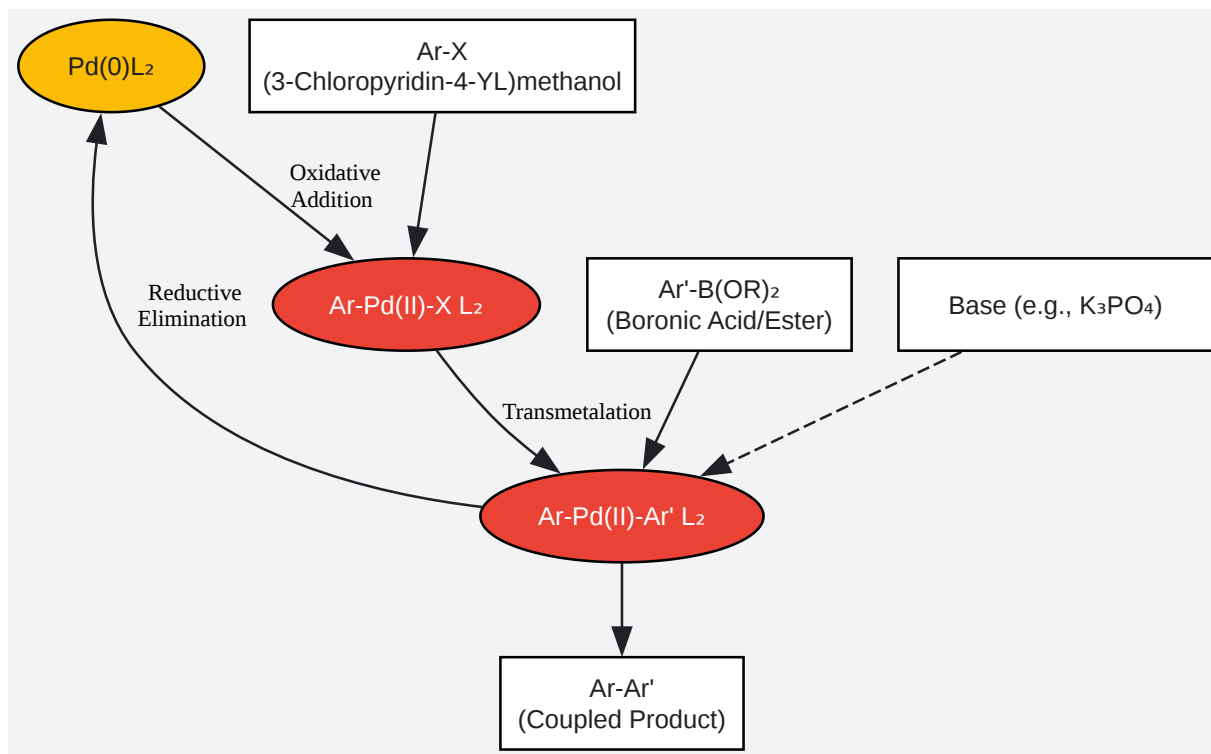 Pd(0)L₂
Ar-X
(3-Chloropyridin-4-YL)methanol
Oxidative
Addition
Reductive
Elimination
Ar-Pd(II)-X L₂
Ar'-B(OR)₂
(Boronic Acid/Ester)
Base (e.g., K₃PO₄)
Transmetalation
Ar-Pd(II)-Ar' L₂
Ar-Ar'
(Coupled Product)